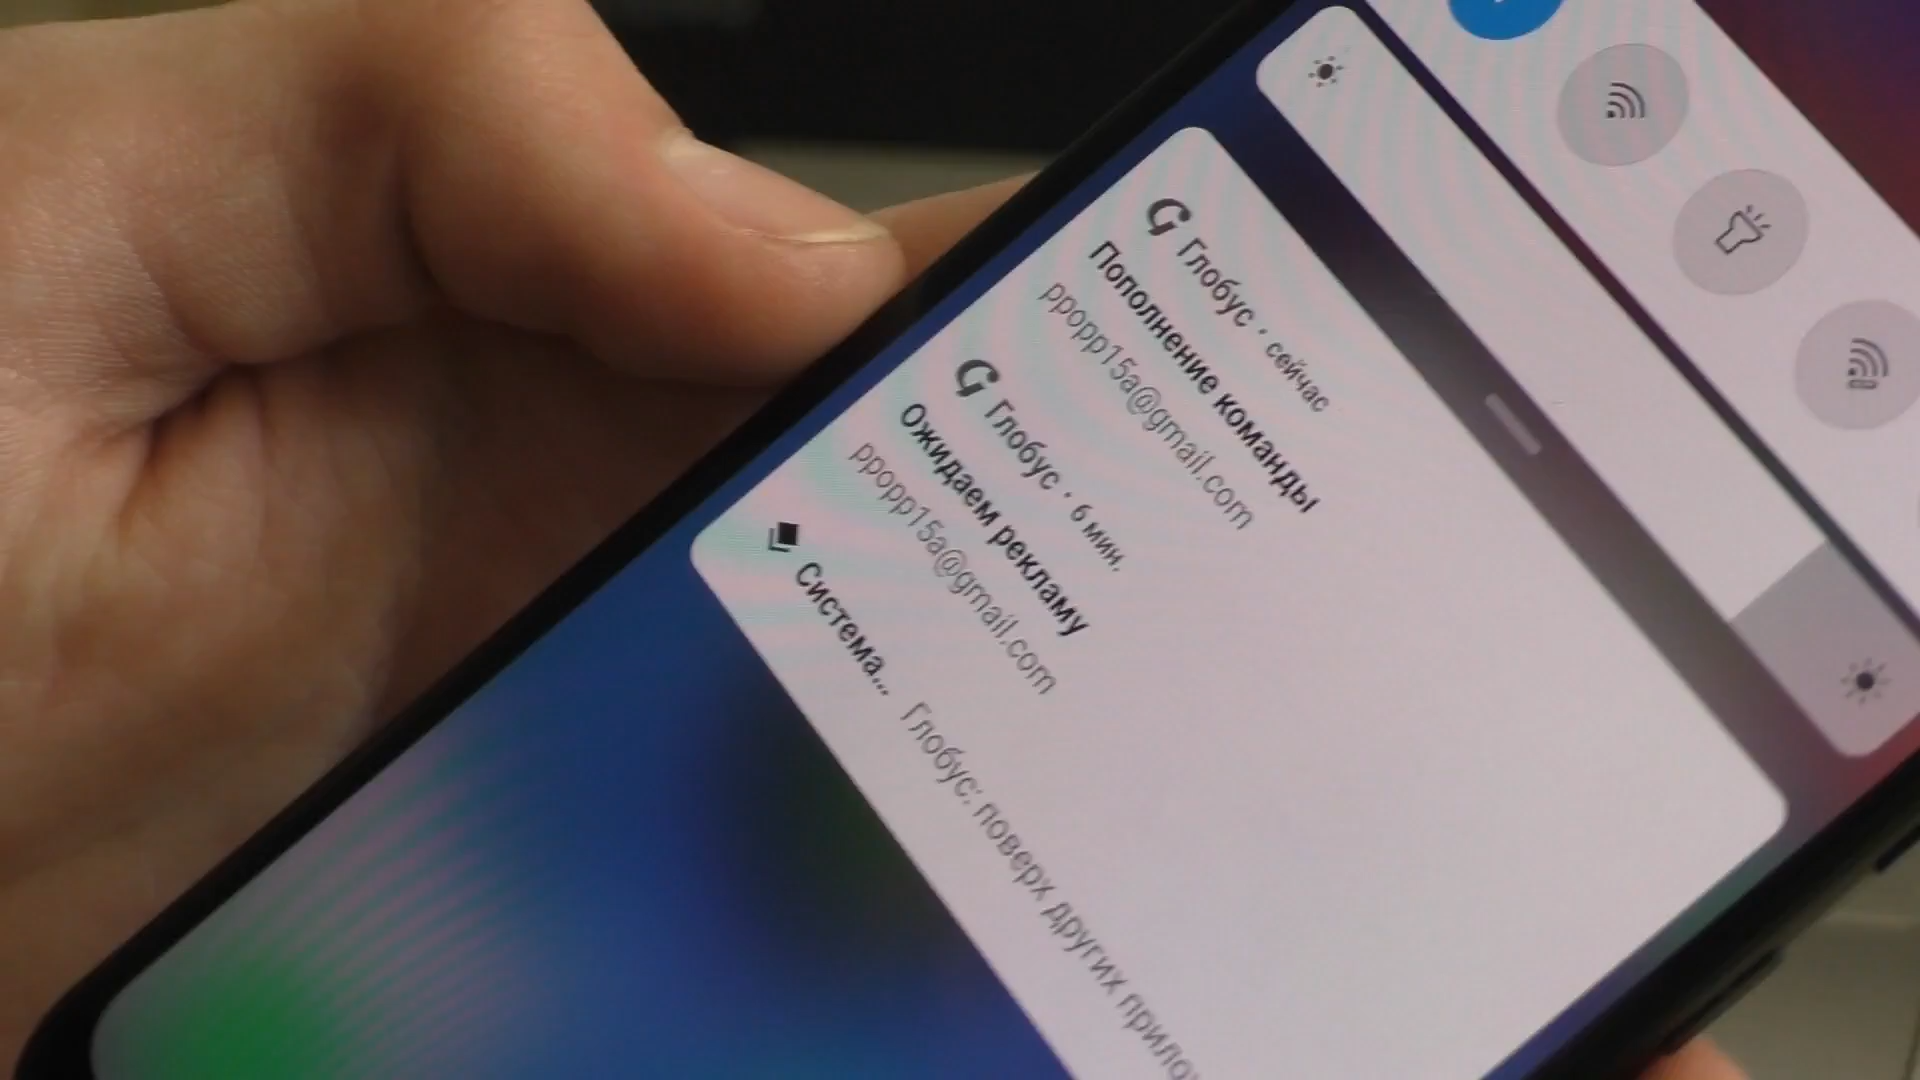 Глобус · сейчас
Пополнение команды
ppopp15a@gmail.com
Глобус · 6 мин.
Ожидаем рекламу
ppopp15a@gmail.com
Система... Глобус: поверх других